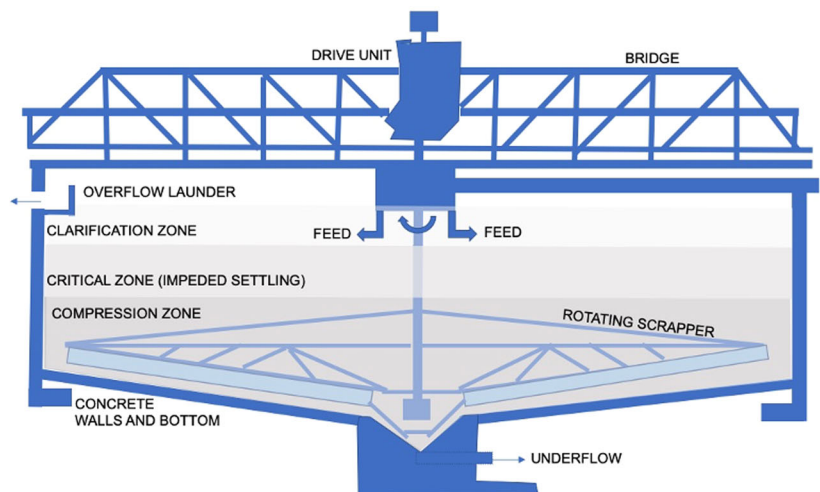 DRIVE UNIT
BRIDGE
OVERFLOW LAUNDER
CLARIFICATION ZONE
FEED
FEED
CRITICAL ZONE (IMPEDED SETTLING)
COMPRESSION ZONE
ROTATING SCRAPPER
CONCRETE
WALLS AND BOTTOM
UNDERFLOW